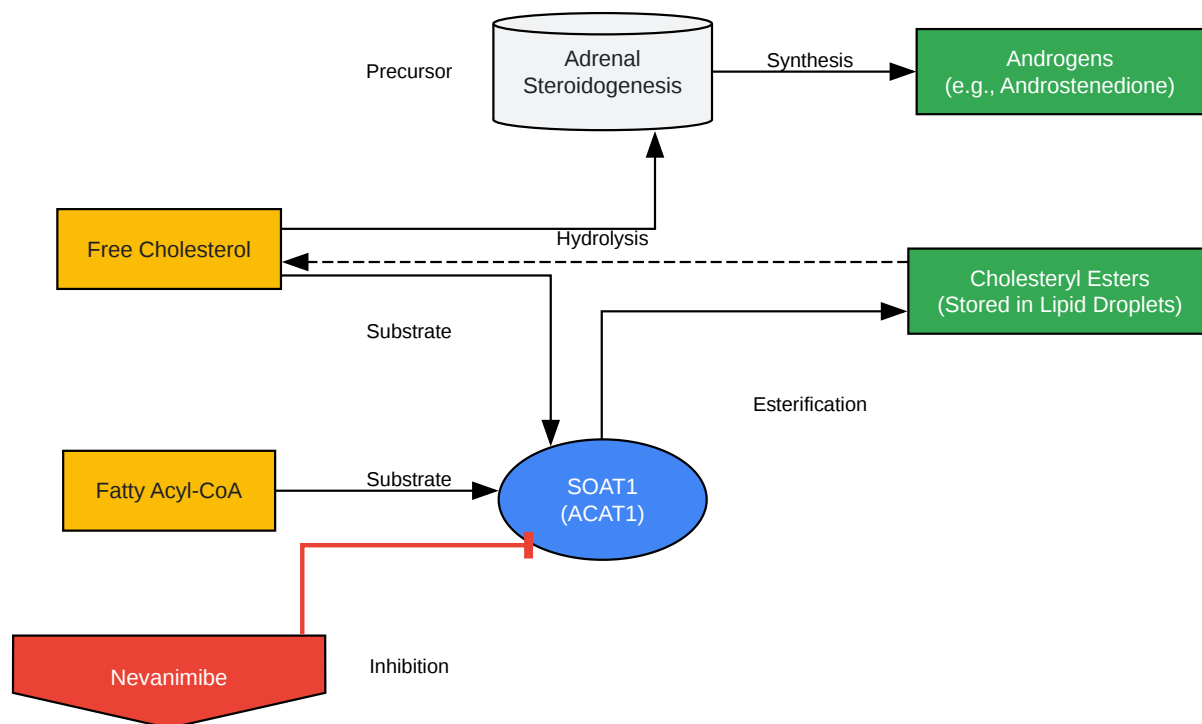 Precursor
Adrenal
Steroidogenesis
Synthesis
Androgens
(e.g., Androstenedione)
Free Cholesterol
Hydrolysis
Cholesteryl Esters
(Stored in Lipid Droplets)
Substrate
Esterification
Fatty Acyl-CoA
Substrate
SOAT1
(ACAT1)
Nevanimibe
Inhibition